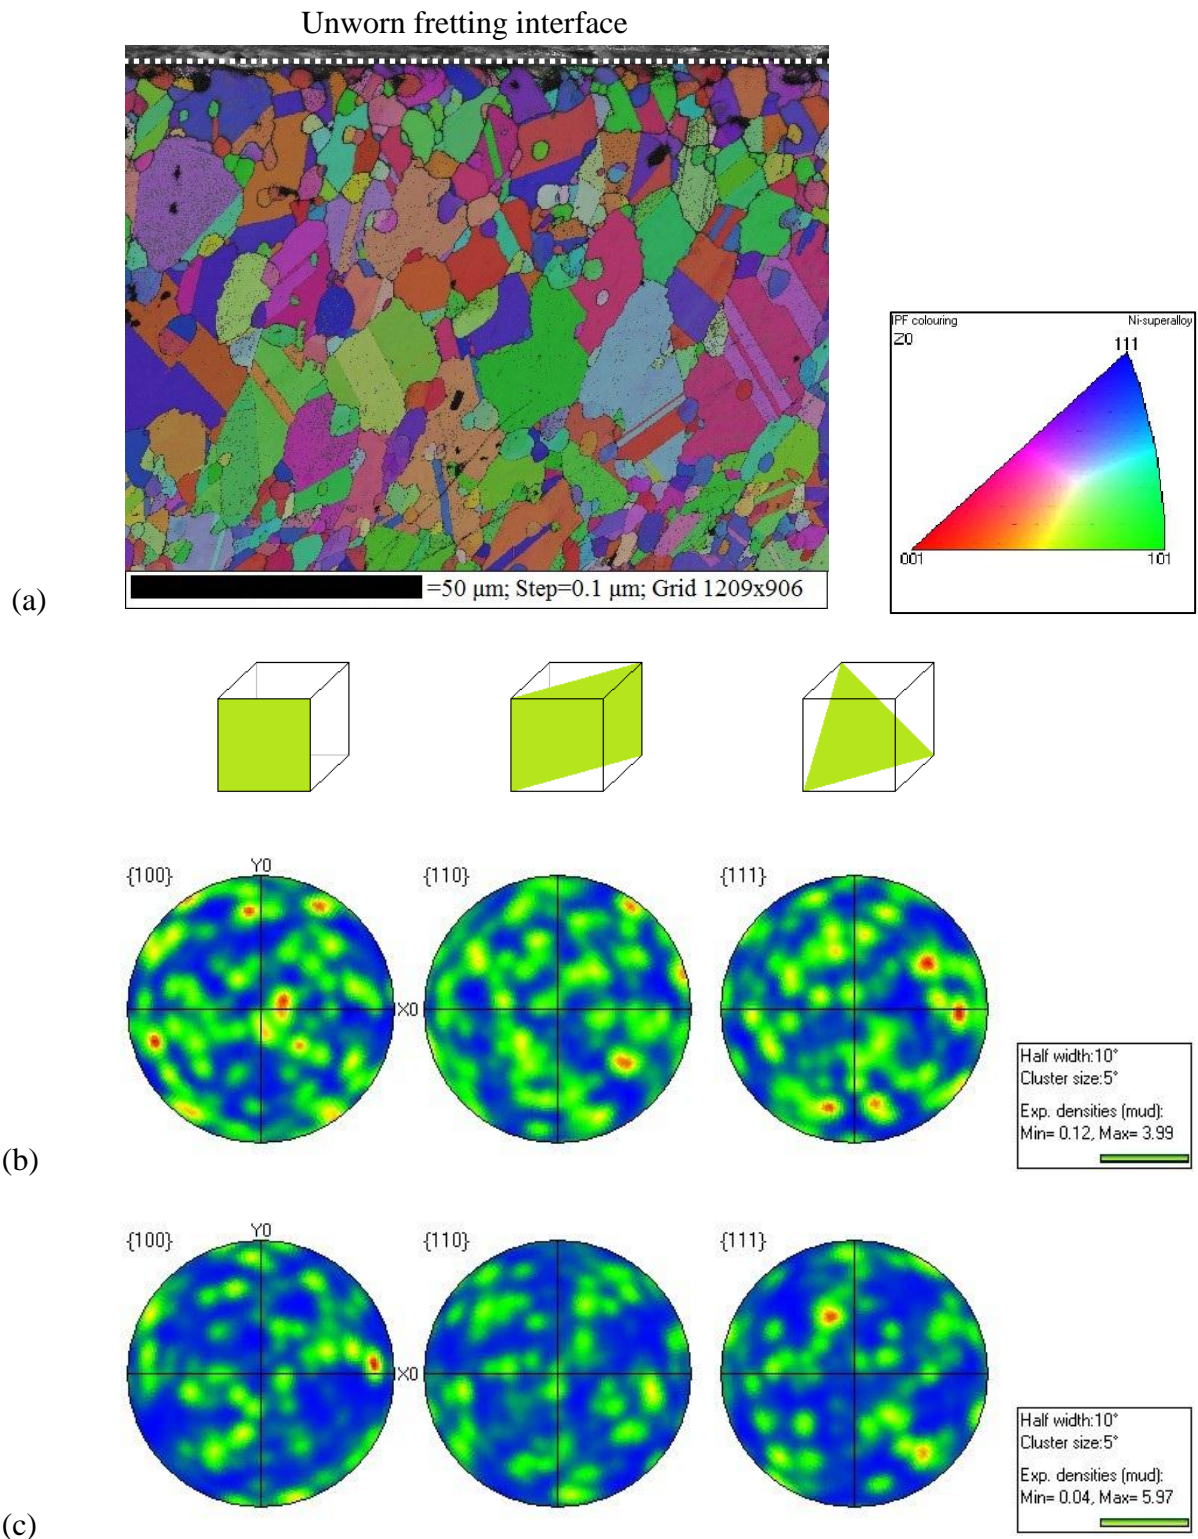 Unworn fretting interface
=50 µm; Step=0.1 µm; Grid 1209x906
(a)
IPF colouring
Ni-superalloy
Z0
111
001
101
{100}
Y0
X0
{110}
{111}
Half width:10°
Cluster size:5°
Exp. densities (mud):
Min= 0.12, Max= 3.99
(b)
{100}
Y0
X0
{110}
{111}
Half width:10°
Cluster size:5°
Exp. densities (mud):
Min= 0.04, Max= 5.97
(c)